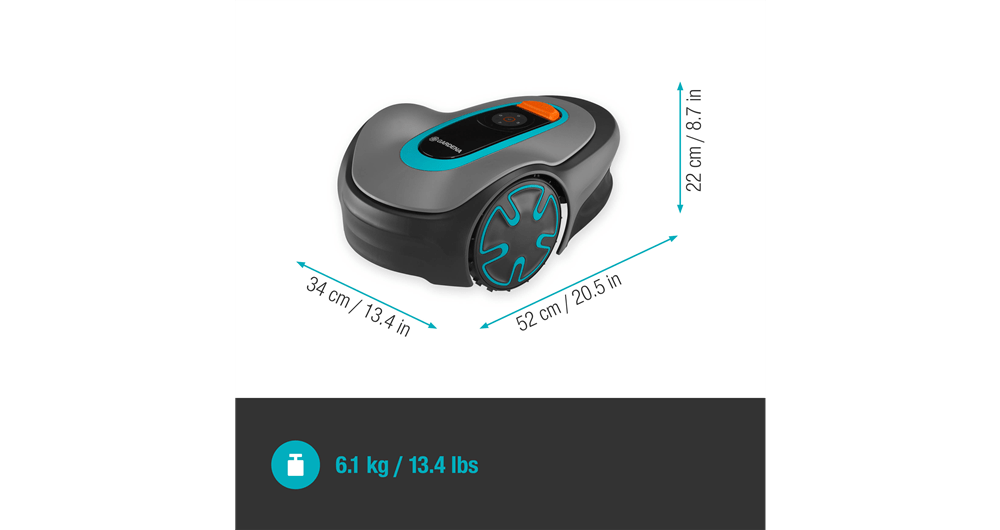 GARDENA
22 cm / 8.7 in
34 cm / 13.4 in
52 cm / 20.5 in
6.1 kg / 13.4 lbs